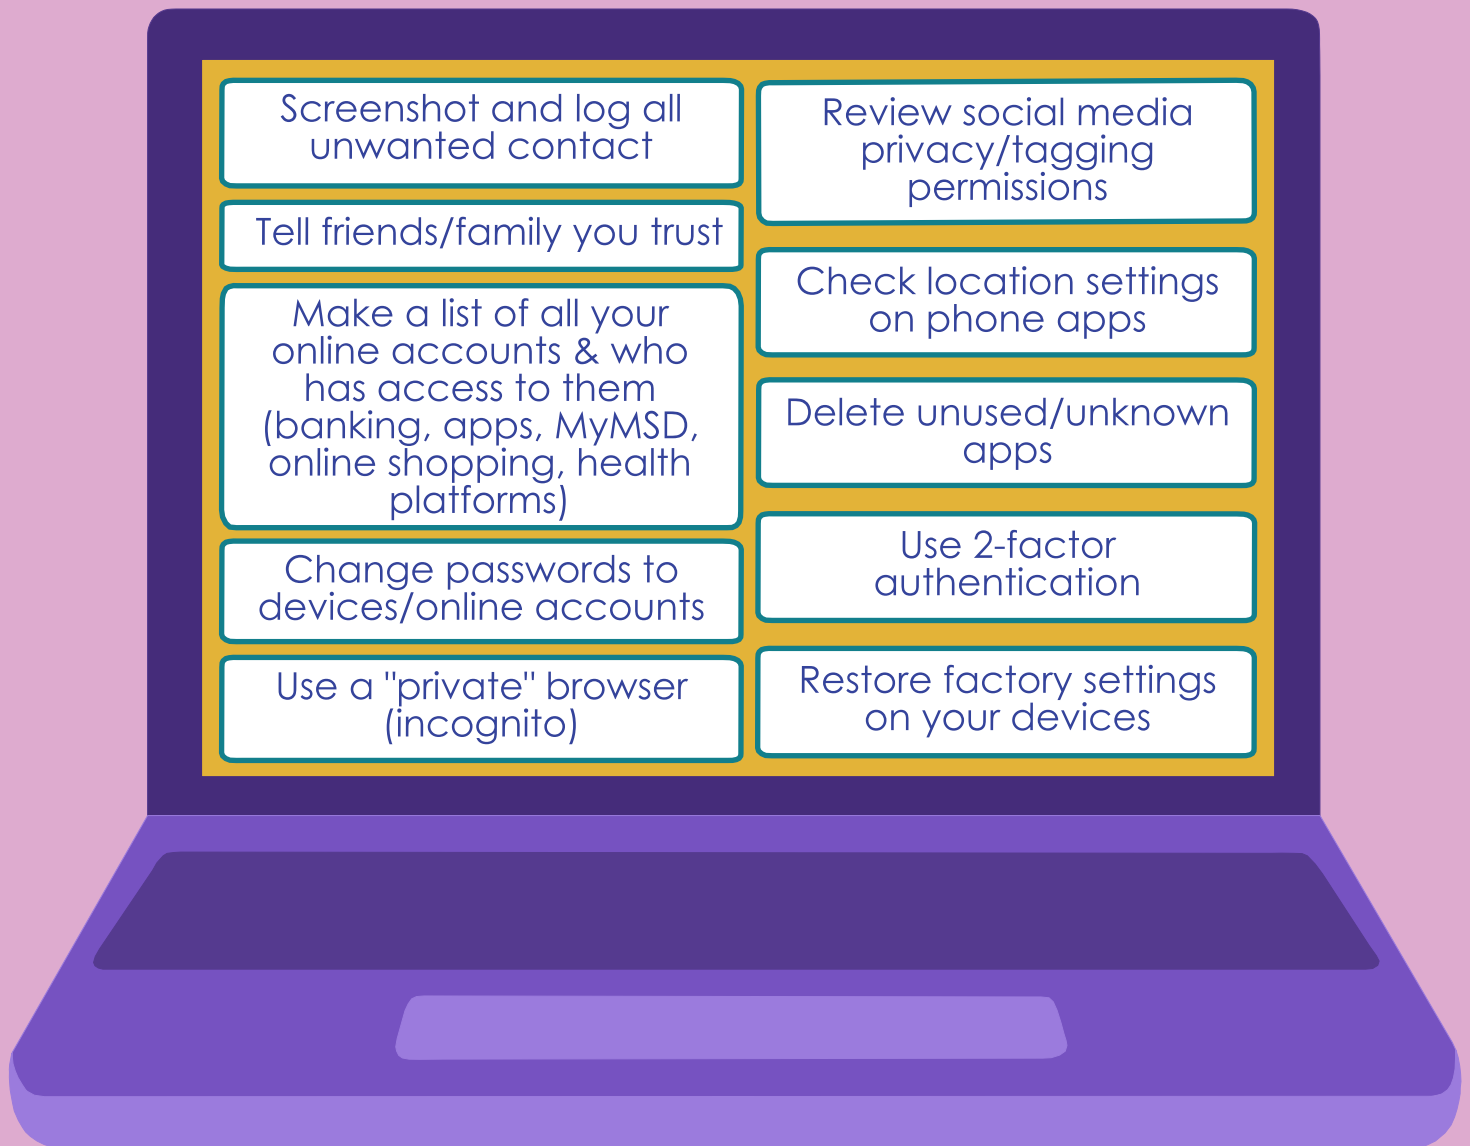 Screenshot and log all
unwanted contact
Tell friends/family you trust
Make a list of all your
online accounts & who
has access to them
(banking, apps, MyMSD,
online shopping, health
platforms)
Change passwords to
devices/online accounts
Use a "private" browser
(incognito)
Review social media
privacy/tagging
permissions
Check location settings
on phone apps
Delete unused/unknown
apps
Use 2-factor
authentication
Restore factory settings
on your devices